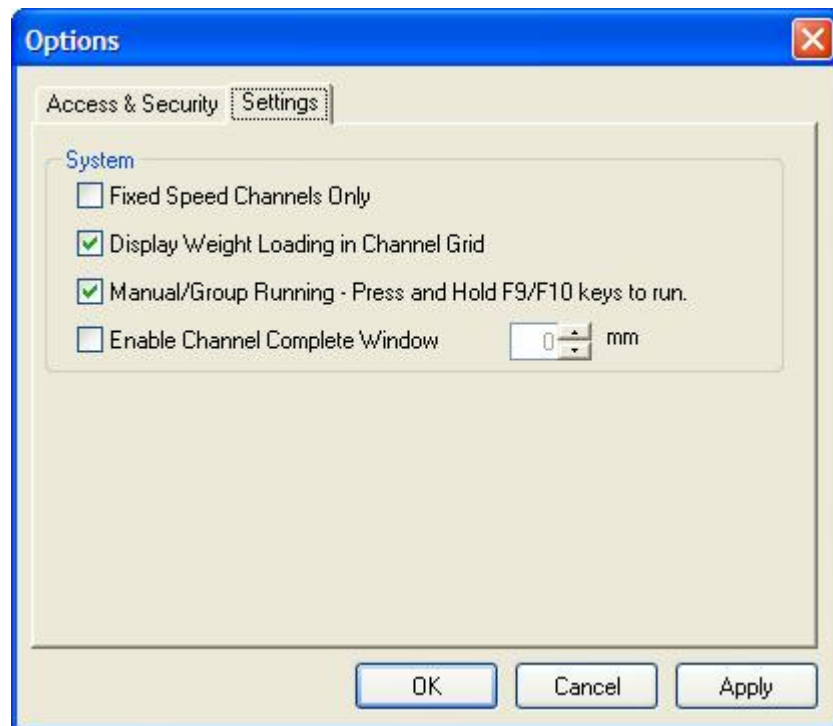 Options
Access & Security Settings
System
Fixed Speed Channels Only
Display Weight Loading in Channel Grid
Manual/Group Running - Press and Hold F9/F10 keys to run.
Enable Channel Complete Window 0 mm
OK Cancel Apply